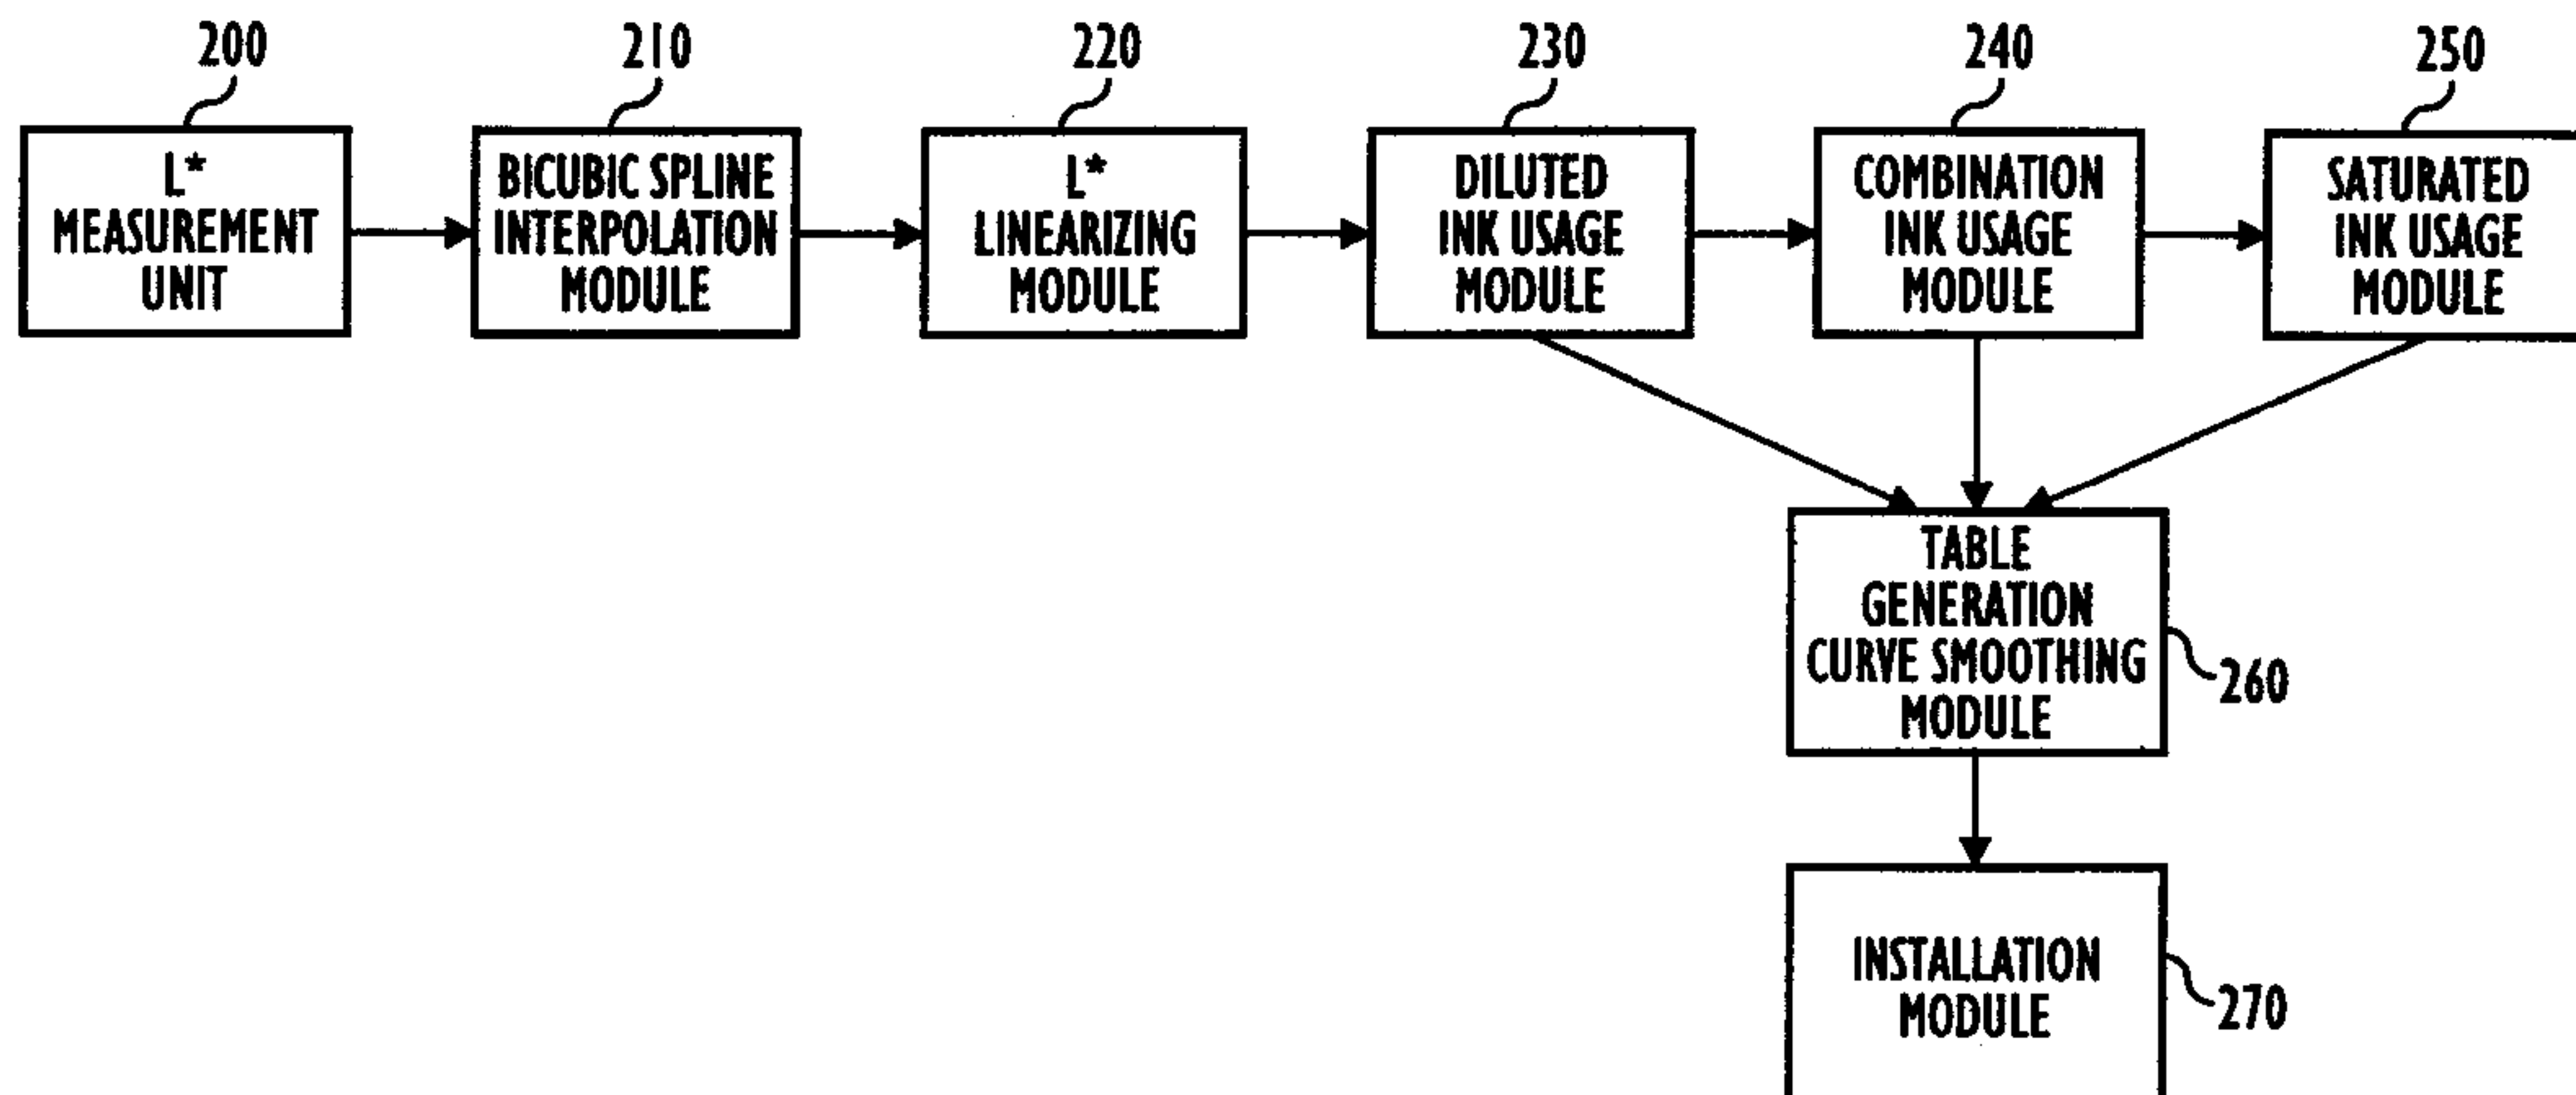 200
210
220
230
240
250
L*
MEASUREMENT
UNIT
BICUBIC SPLINE
INTERPOLATION
MODULE
L*
LINEARIZING
MODULE
DILUTED
INK USAGE
MODULE
COMBINATION
INK USAGE
MODULE
SATURATED
INK USAGE
MODULE
TABLE
GENERATION
CURVE SMOOTHING
MODULE
260
INSTALLATION
MODULE
270